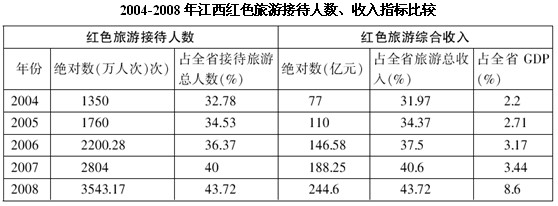 2004-2008 年江西红色旅游接待人数、收入指标比较
红色旅游接待人数 红色旅游综合收入
年份 绝对数(万人次)次) 占全省接待旅游总人数(%) 绝对数(亿元) 占全省旅游总收入(%) 占全省 GDP (%)
2004 1350 32.78 77 31.97 2.2
2005 1760 34.53 110 34.37 2.71
2006 2200.28 36.37 146.58 37.5 3.17
2007 2804 40 188.25 40.6 3.44
2008 3543.17 43.72 244.6 43.72 8.6